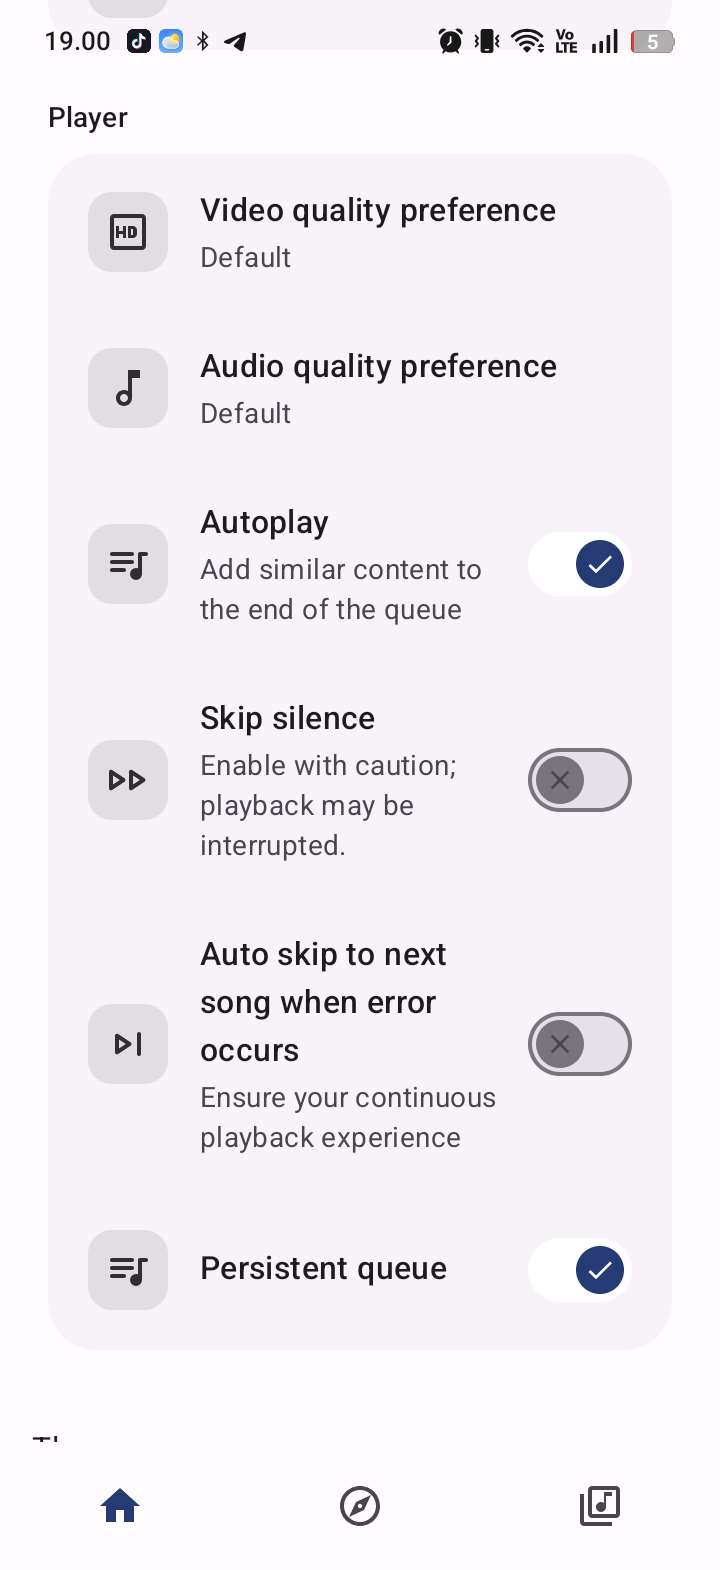 19.00
Vo
LTE
5
Player
HD
Video quality preference
Default
Audio quality preference
Default
Autoplay
Add similar content to
the end of the queue
Skip silence
Enable with caution;
playback may be
interrupted.
Auto skip to next
song when error
occurs
Ensure your continuous
playback experience
Persistent queue